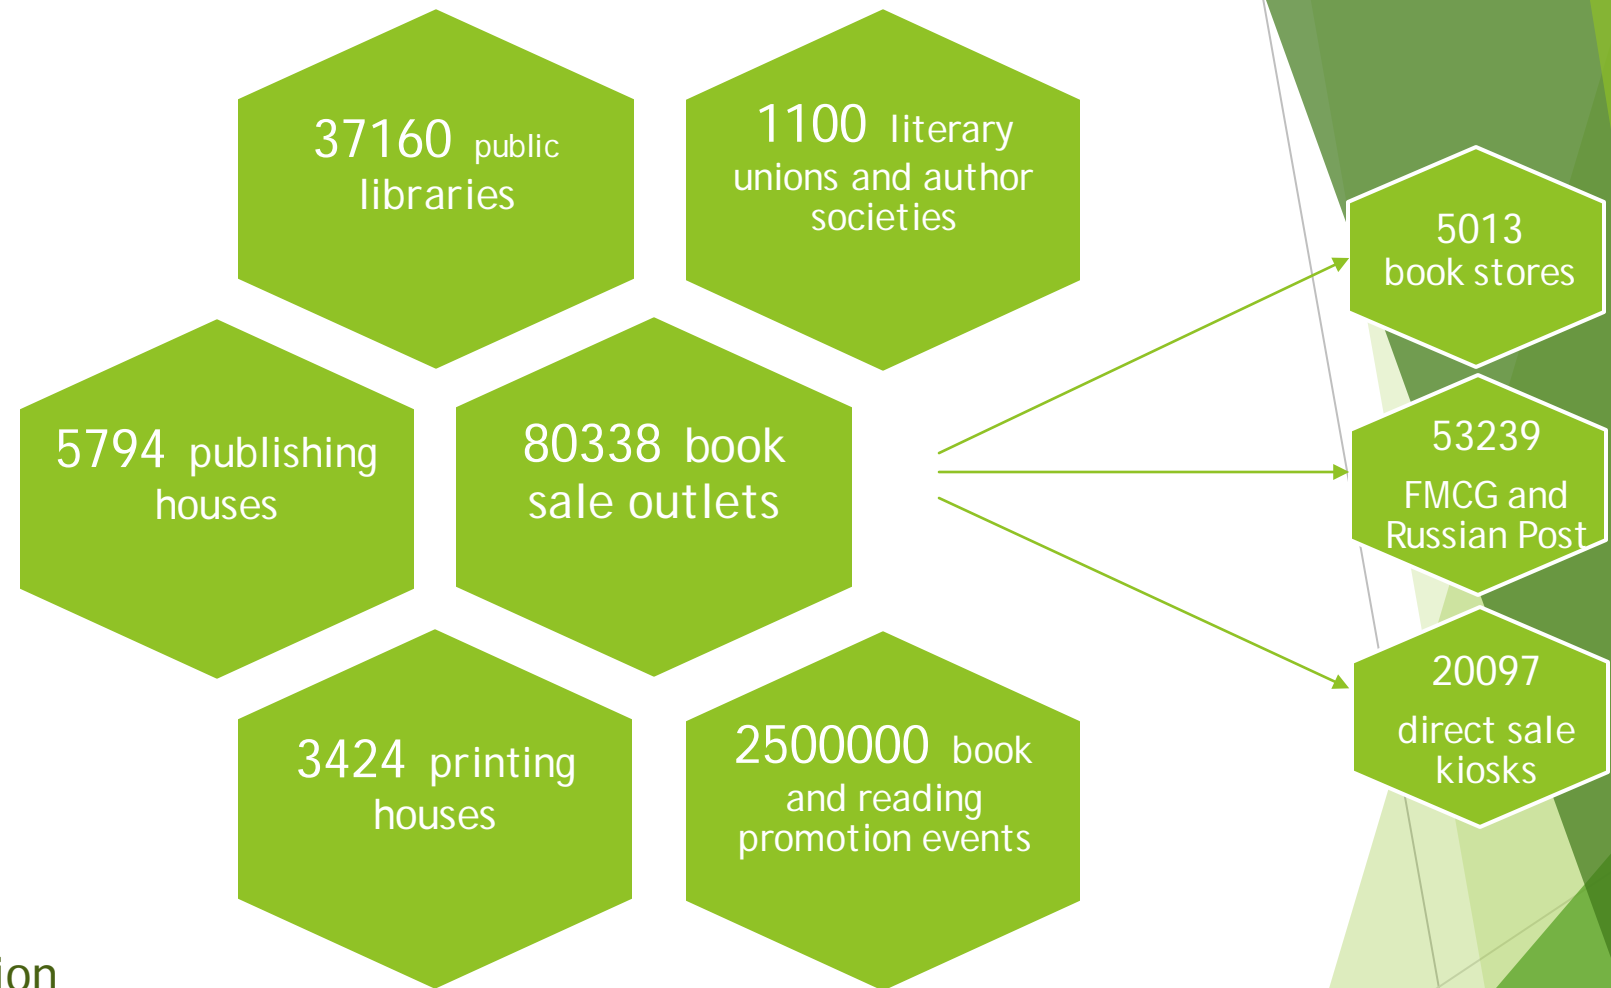 37160 public
libraries
1100 literary
unions and author
societies
5794 publishing
houses
80338 book
sale outlets
3424 printing
houses
2500000 book
and reading
promotion events
5013
book stores
53239
FMCG and
Russian Post
20097
direct sale
kiosks